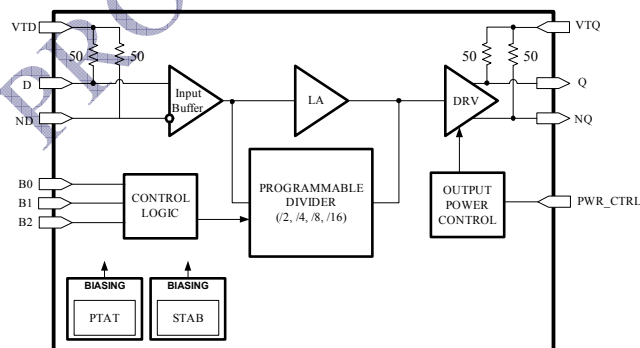 VTD
VTQ
50
50
50
50
D
Input
Buffer
LA
DRV
Q
ND
NQ
B0
B1
B2
CONTROL
LOGIC
PROGRAMMABLE
DIVIDER
(/2, /4, /8, /16)
OUTPUT
POWER
CONTROL
PWR_CTRL
BIASING
PTAT
BIASING
STAB